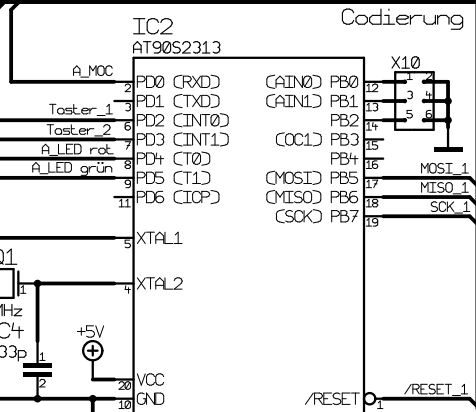 Codierung
IC2
AT90S2313
X10
A_MOC
2 PD0 (RXD) (AIN0) PB0 12 1 2
3 PD1 (TXD) (AIN1) PB1 13 3 4
Taster_1
6 PD2 (INT0) PB2 14 5 6
Taster_2
7 PD3 (INT1) (OC1) PB3 15
A_LED rot
8 PD4 (T0) PB4 16
A_LED grün
9 PD5 (T1) (MOSI) PB5 17 MOSI_1
11 PD6 (ICP) (MISO) PB6 18 MISO_1
(SCK) PB7 19 SCK_1
5 XTAL1
Q1
4 XTAL2
1
MHz
C4
33p
+5V
1
2
20 VCC
10 GND
/RESET 1 /RESET_1